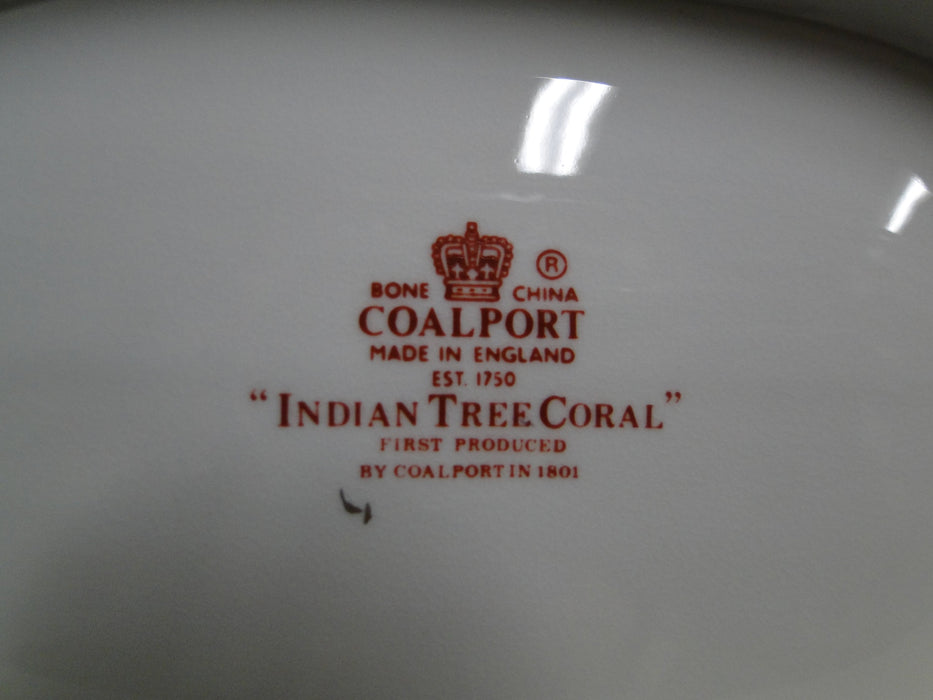 ®
BONE CHINA
COALPORT
MADE IN ENGLAND
EST. 1750
“INDIAN TREE CORAL”
FIRST PRODUCED
BY COALPORT IN 1801